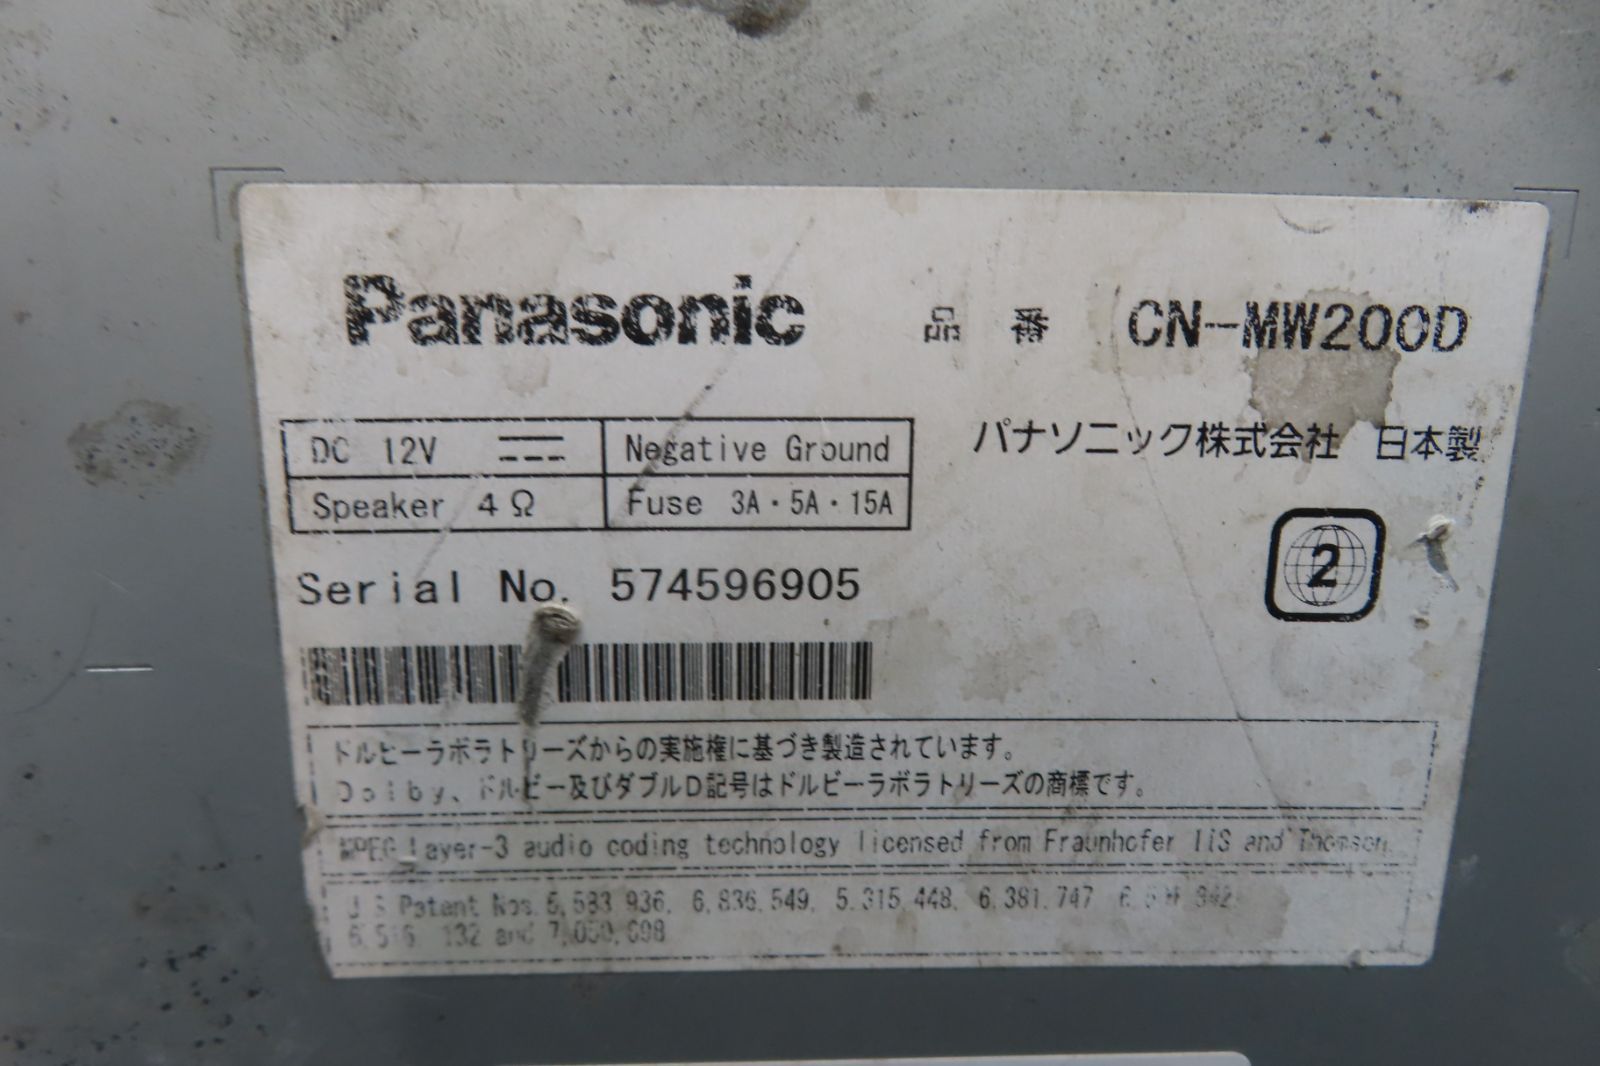 Panasonic 品番 CN-MW200D
DC 12V Negative Ground
Speaker 4Ω Fuse 3A・5A・15A
パナソニック株式会社 日本製
Serial No. 574596905
2
ドルビーラボラトリーズからの実施権に基づき製造されています。
Dolby、ドルビー及びダブルD記号はドルビーラボラトリーズの商標です。
MPEG Layer-3 audio coding technology licensed from Fraunhofer IIS and Thomson.
U.S. Patent Nos. 5,583,936, 6,836,549, 5,315,448, 6,381,747
132 and